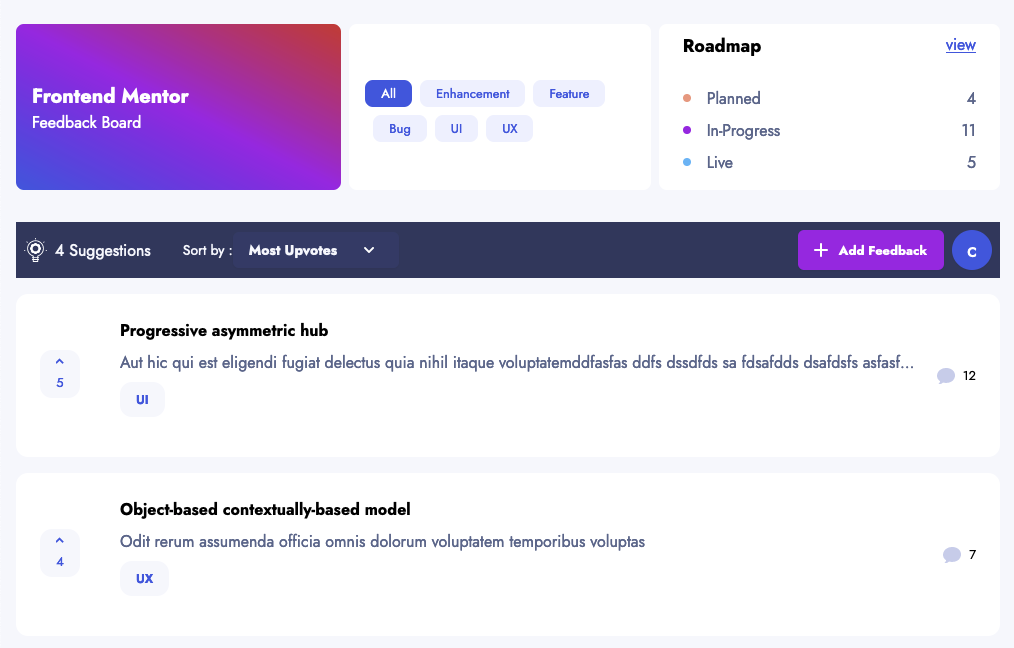 Frontend Mentor
Feedback Board
All Enhancement Feature
Bug UI UX
Roadmap view
Planned 4
In-Progress 11
Live 5
4 Suggestions Sort by : Most Upvotes Add Feedback C
Progressive asymmetric hub
Aut hic qui est eligendi fugiat delectus quia nihil itaque voluptatemddfasfas ddfs dssdfds sa fdsafdds dsafdsfs asfasf...
5
12
UI
Object-based contextually-based model
Odit rerum assumenda officia omnis dolorum voluptatem temporibus voluptas
4
7
UX